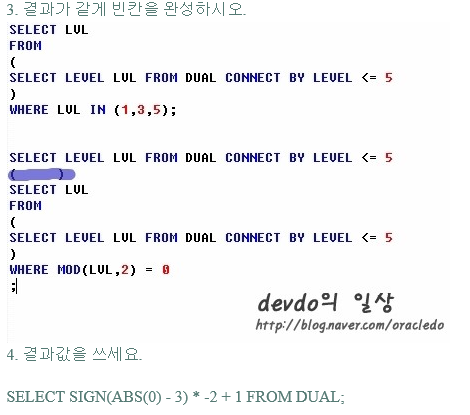 3. 결과가 같게 빈칸을 완성하시오.
SELECT LVL
FROM
(
SELECT LEVEL LVL FROM DUAL CONNECT BY LEVEL <= 5
)
WHERE LVL IN (1,3,5);
SELECT LEVEL LVL FROM DUAL CONNECT BY LEVEL <= 5
( )
SELECT LVL
FROM
(
SELECT LEVEL LVL FROM DUAL CONNECT BY LEVEL <= 5
)
WHERE MOD(LVL,2) = 0
;
devdo의 일상
http://blog.naver.com/oracledo
4. 결과값을 쓰세요.
SELECT SIGN(ABS(0) - 3) * -2 + 1 FROM DUAL;